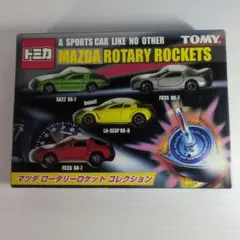 トミカ
A SPORTS CAR LIKE NO OTHER
TOMY
MAZDA ROTARY ROCKETS
SA22 RX-7
FD3S RX-7
LA-SE3P RX-8
FC3S RX-7
マツダ ロータリーロケット コレクション